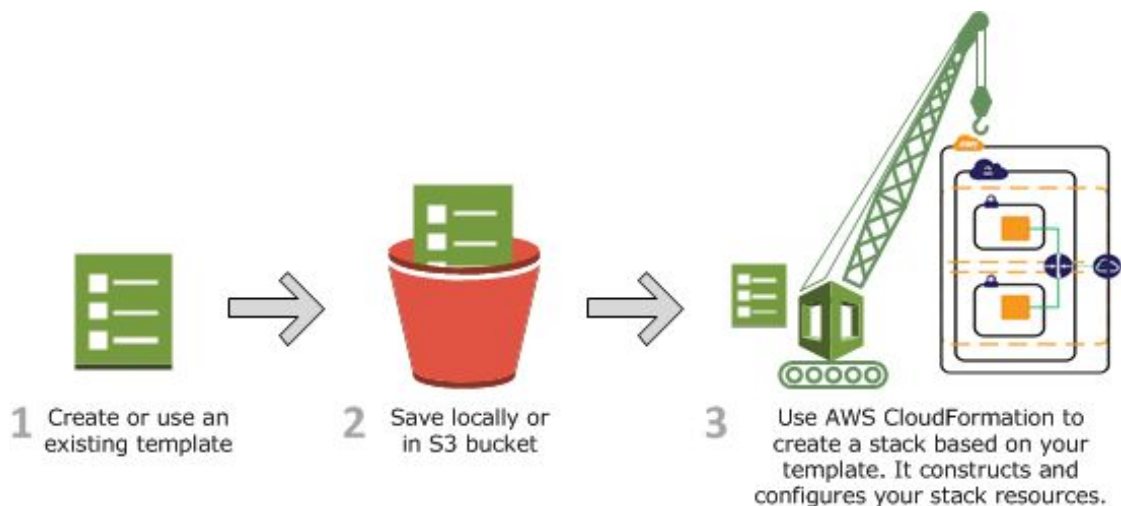 1 Create or use an
existing template
2 Save locally or
in S3 bucket
3 Use AWS CloudFormation to
create a stack based on your
template. It constructs and
configures your stack resources.